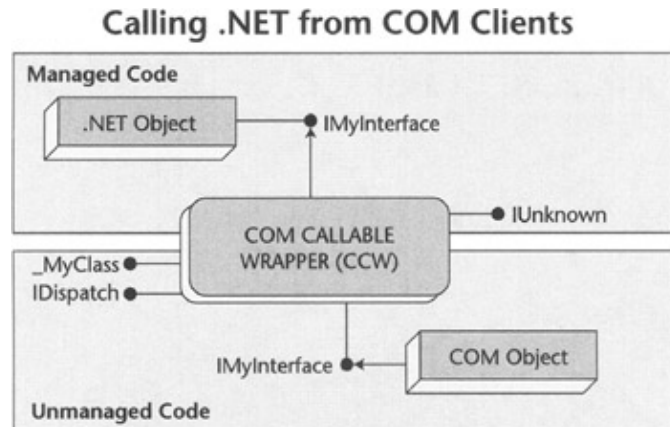 Calling .NET from COM Clients
Managed Code
.NET Object
IMyInterface
IUnknown
COM CALLABLE
WRAPPER (CCW)
_MyClass
IDispatch
IMyInterface
COM Object
Unmanaged Code